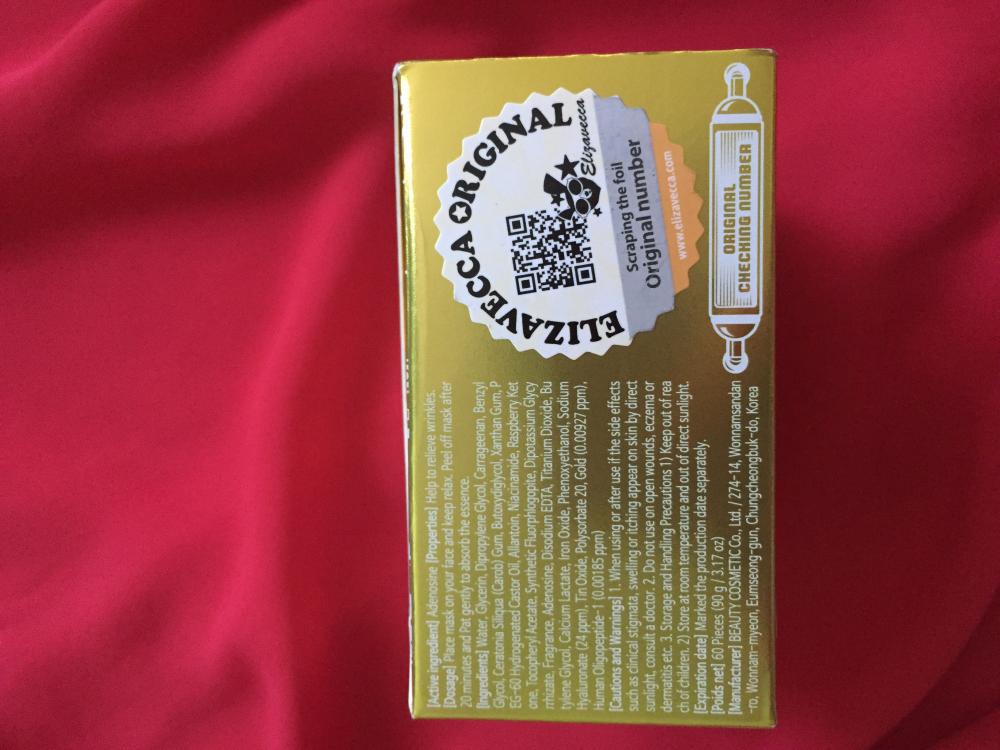 [Active ingredient] Adenosine [Properties] Help to relieve wrinkles.
[Dosage] Place mask on your face and keep relax. Peel off mask after
20 minutes and Pat gently to absorb the essence.
[Ingredients] Water, Glycerin, Dipropylene Glycol, Carrageenan, Benzyl
Glycol, Ceratonia Siliqua (Carob) Gum, Butoxydiglycol, Xanthan Gum, P
EG-60 Hydrogenated Castor Oil, Allantoin, Niacinamide, Raspberry Ket
one, Tocopheryl Acetate, Synthetic Fluorphlogopite, Dipotassium Glycy
rrhizate, Fragrance, Adenosine, Disodium EDTA, Titanium Dioxide, Bu
tylene Glycol, Calcium Lactate, Iron Oxide, Phenoxyethanol, Sodium
Hyaluronate (24 ppm), Tin Oxide, Polysorbate 20, Gold (0.00927 ppm),
Human Oligopeptide-1 (0.00185 ppm)
[Cautions and Warnings] 1. When using or after use if the side effects
such as clinical stigmata, swelling or itching appear on skin by direct
sunlight, consult a doctor. 2. Do not use on open wounds, eczema or
dermatitis etc. 3. Storage and Handling Precautions 1) Keep out of rea
ch of children. 2) Store at room temperature and out of direct sunlight.
[Expiration date] Marked the production date separately.
[Poids net] 60 Pieces (90 g / 3.17 oz)
[Manufacturer] BEAUTY COSMETIC Co., Ltd. / 274-14, Wonnamsandan
-ro, Wonnam-myeon, Eumseong-gun, Chungcheongbuk-do, Korea
ELIZAVECCA ORIGINAL
Elizavecca
Scraping the foil
Original number
www.elizavecca.com
ORIGINAL
CHECHING NUMBER